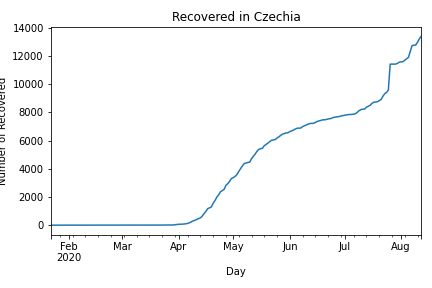 Recovered in Czechia
Number of Recovered
14000
12000
10000
8000
6000
4000
2000
0
Feb
2020
Mar
Apr
May
Jun
Jul
Aug
Day